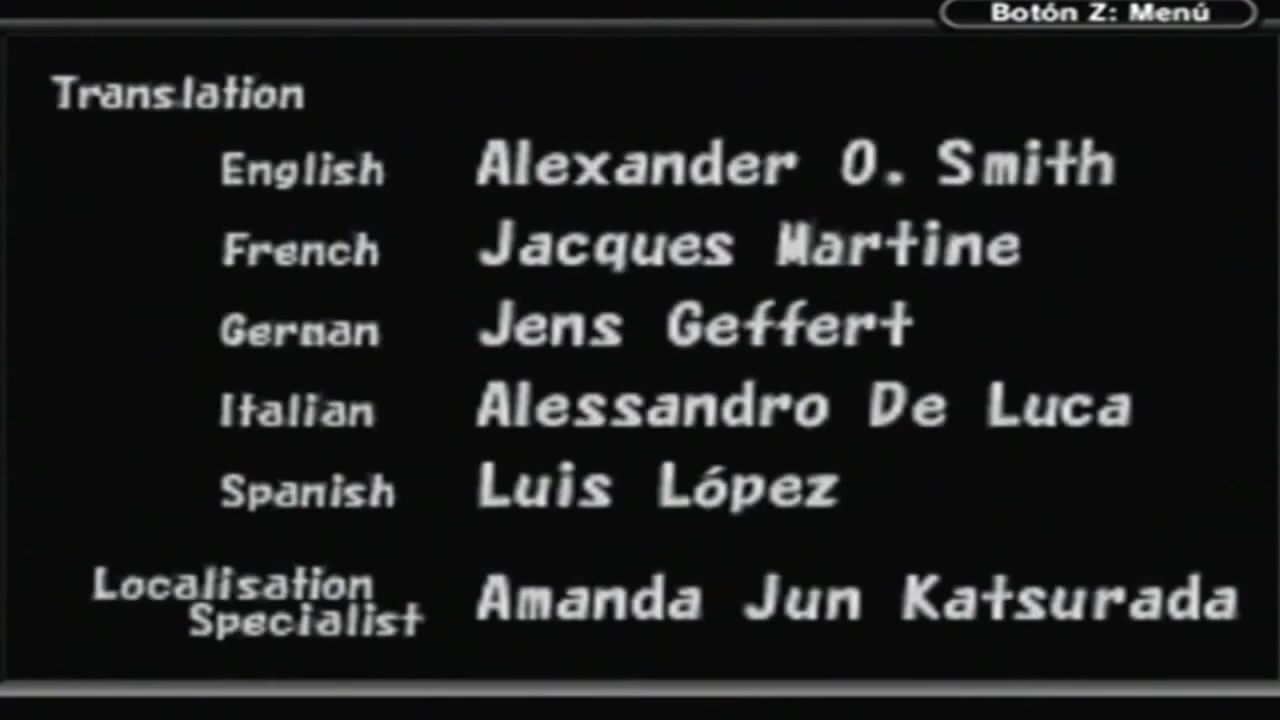 Botón Z: Menú
Translation
English Alexander O. Smith
French Jacques Martine
German Jens Geffert
Italian Alessandro De Luca
Spanish Luis López
Localisation
Specialist Amanda Jun Katsurada